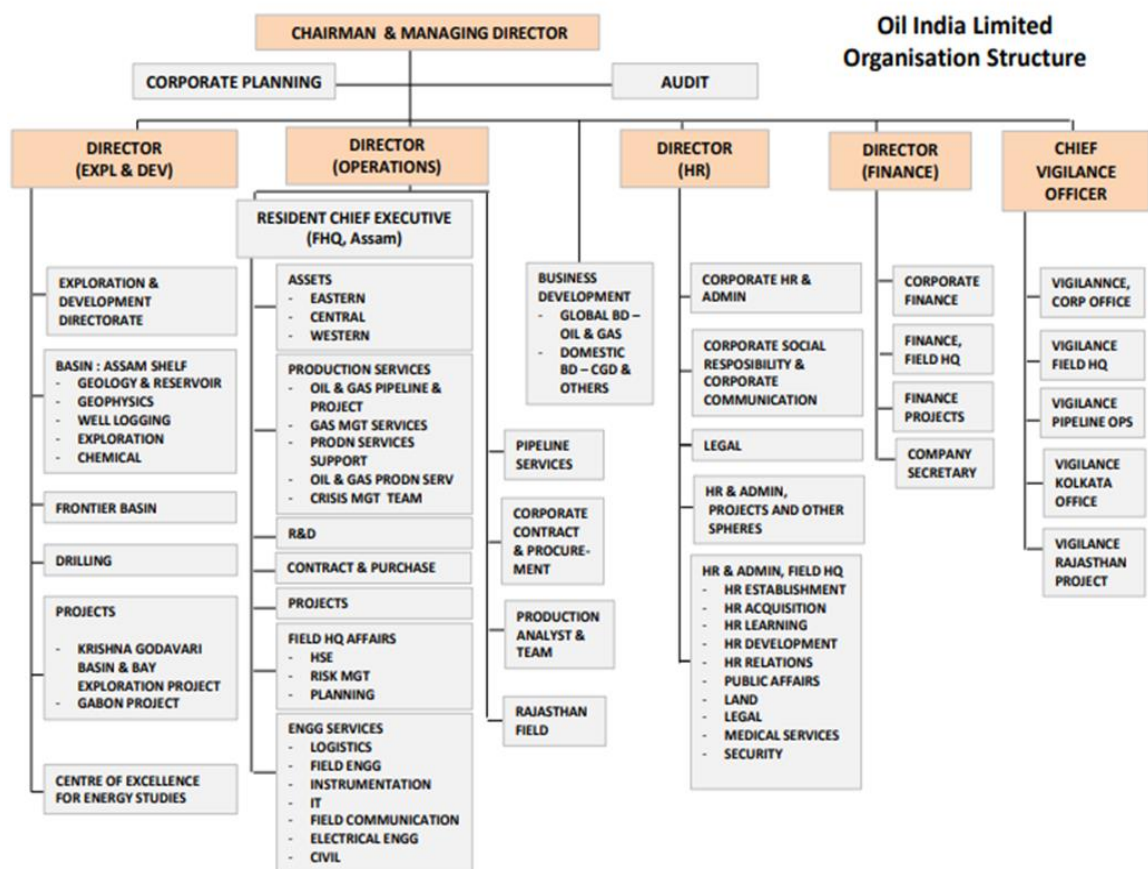 Oil India Limited
Organisation Structure
CHAIRMAN & MANAGING DIRECTOR
CORPORATE PLANNING
AUDIT
DIRECTOR
(EXPL & DEV)
EXPLORATION &
DEVELOPMENT
DIRECTORATE
BASIN : ASSAM SHELF
- GEOLOGY & RESERVOIR
- GEOPHYSICS
- WELL LOGGING
- EXPLORATION
- CHEMICAL
FRONTIER BASIN
DRILLING
PROJECTS
- KRISHNA GODAVARI
BASIN & BAY
EXPLORATION PROJECT
- GABON PROJECT
CENTRE OF EXCELLENCE
FOR ENERGY STUDIES
DIRECTOR
(OPERATIONS)
RESIDENT CHIEF EXECUTIVE
(FHQ, Assam)
ASSETS
- EASTERN
- CENTRAL
- WESTERN
PRODUCTION SERVICES
- OIL & GAS PIPELINE &
PROJECT
- GAS MGT SERVICES
- PRODN SERVICES
SUPPORT
- OIL & GAS PRODN SERV
- CRISIS MGT TEAM
R&D
CONTRACT & PURCHASE
PROJECTS
FIELD HQ AFFAIRS
- HSE
- RISK MGT
- PLANNING
ENGG SERVICES
- LOGISTICS
- FIELD ENGG
- INSTRUMENTATION
- IT
- FIELD COMMUNICATION
- ELECTRICAL ENGG
- CIVIL
PIPELINE
SERVICES
CORPORATE
CONTRACT
& PROCURE-
MENT
PRODUCTION
ANALYST &
TEAM
RAJASTHAN
FIELD
BUSINESS
DEVELOPMENT
- GLOBAL BD –
OIL & GAS
- DOMESTIC
BD – CGD &
OTHERS
DIRECTOR
(HR)
CORPORATE HR &
ADMIN
CORPORATE SOCIAL
RESPOSIBILITY &
CORPORATE
COMMUNICATION
LEGAL
HR & ADMIN,
PROJECTS AND OTHER
SPHERES
HR & ADMIN, FIELD HQ
- HR ESTABLISHMENT
- HR ACQUISITION
- HR LEARNING
- HR DEVELOPMENT
- HR RELATIONS
- PUBLIC AFFAIRS
- LAND
- LEGAL
- MEDICAL SERVICES
- SECURITY
DIRECTOR
(FINANCE)
CORPORATE
FINANCE
FINANCE,
FIELD HQ
FINANCE
PROJECTS
COMPANY
SECRETARY
CHIEF
VIGILANCE
OFFICER
VIGILANNCE,
CORP OFFICE
VIGILANCE
FIELD HQ
VIGILANCE
PIPELINE OPS
VIGILANCE
KOLKATA
OFFICE
VIGILANCE
RAJASTHAN
PROJECT